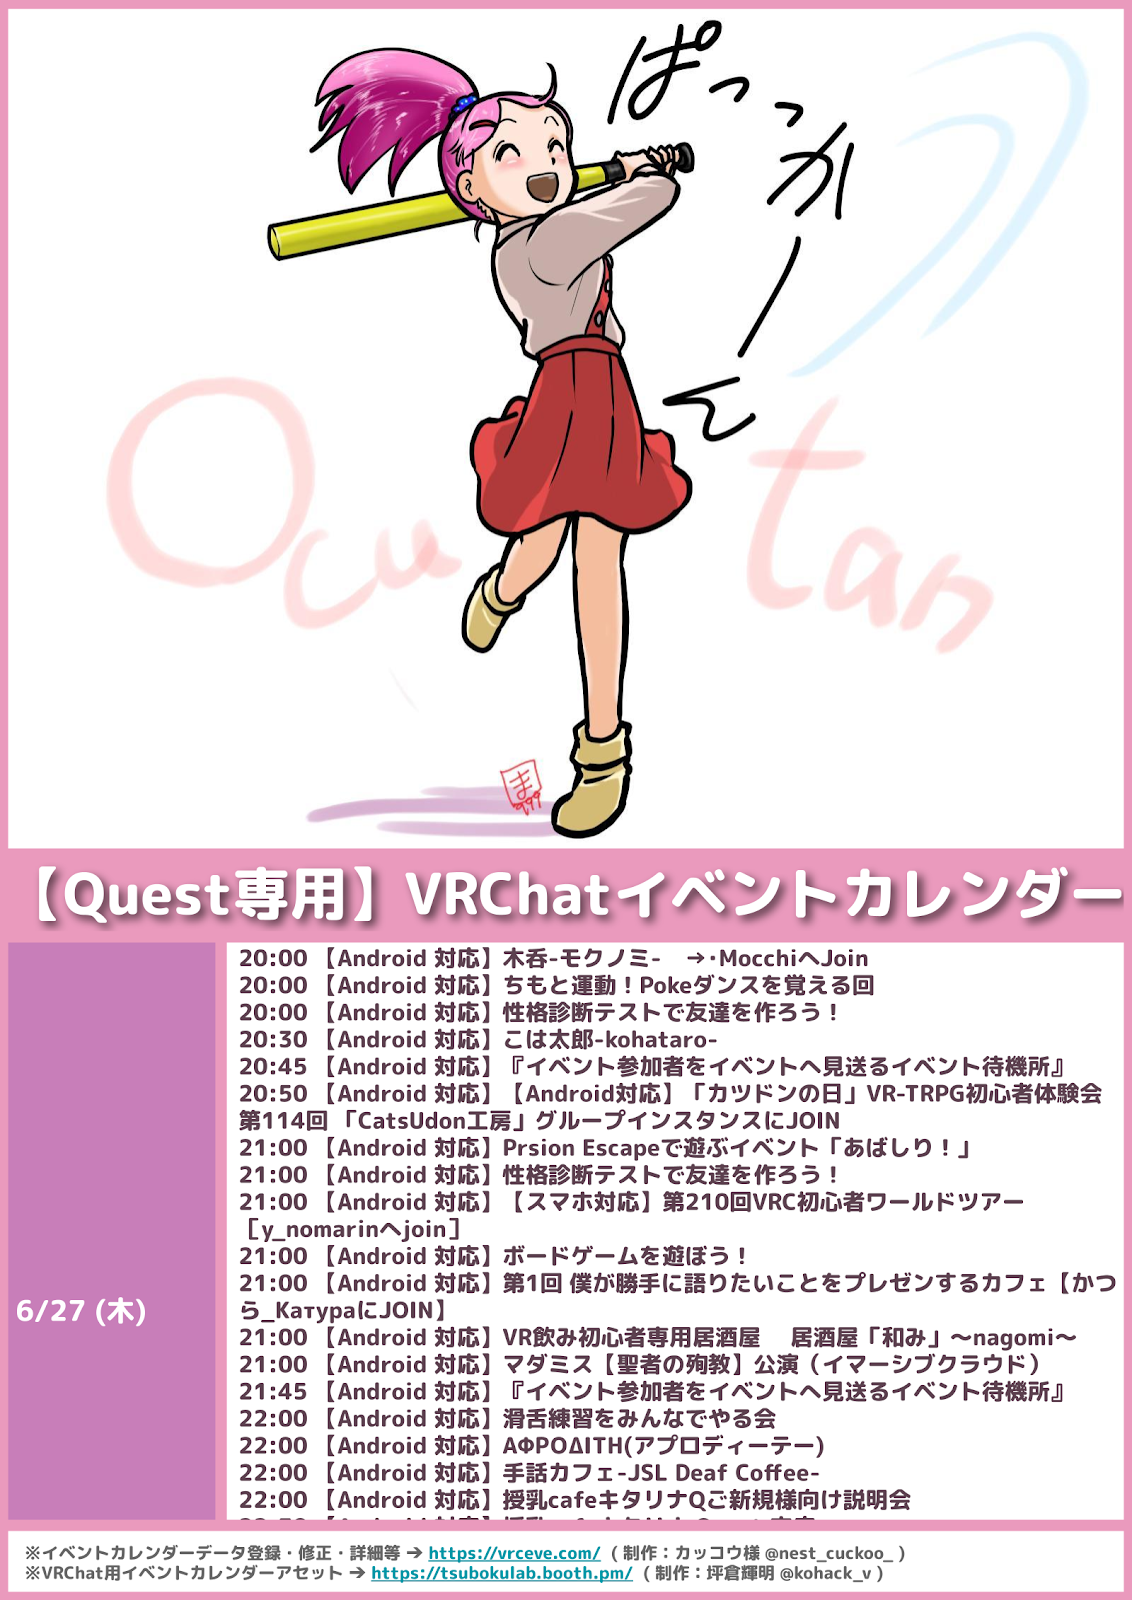 ぱっっかーん
Qcu tan
ま
999
【Quest専用】VRChatイベントカレンダー
6/27 (木)
20:00 【Android 対応】木呑-モクノミ-　→･MocchiへJoin
20:00 【Android 対応】ちもと運動！Pokeダンスを覚える回
20:00 【Android 対応】性格診断テストで友達を作ろう！
20:30 【Android 対応】こは太郎-kohataro-
20:45 【Android 対応】『イベント参加者をイベントへ見送るイベント待機所』
20:50 【Android 対応】【Android対応】「カツドンの日」VR-TRPG初心者体験会
第114回 「CatsUdon工房」グループインスタンスにJOIN
21:00 【Android 対応】Prsion Escapeで遊ぶイベント「あばしり！」
21:00 【Android 対応】性格診断テストで友達を作ろう！
21:00 【Android 対応】【スマホ対応】第210回VRC初心者ワールドツアー
［y_nomarinへjoin］
21:00 【Android 対応】ボードゲームを遊ぼう！
21:00 【Android 対応】第1回 僕が勝手に語りたいことをプレゼンするカフェ【かつ
ら_KaтypaにJOIN】
21:00 【Android 対応】VR飲み初心者専用居酒屋　 居酒屋「和み」～nagomi～
21:00 【Android 対応】マダミス【聖者の殉教】公演（イマーシブクラウド）
21:45 【Android 対応】『イベント参加者をイベントへ見送るイベント待機所』
22:00 【Android 対応】滑舌練習をみんなでやる会
22:00 【Android 対応】ΑΦΡΟΔΙΤΗ(アプロディーテー)
22:00 【Android 対応】手話カフェ-JSL Deaf Coffee-
22:00 【Android 対応】授乳cafeキタリナQご新規様向け説明会
※イベントカレンダーデータ登録・修正・詳細等 ➔ https://vrceve.com/ ( 制作：カッコウ様 @nest_cuckoo_ )
※VRChat用イベントカレンダーアセット ➔ https://tsubokulab.booth.pm/ ( 制作：坪倉輝明 @kohack_v )